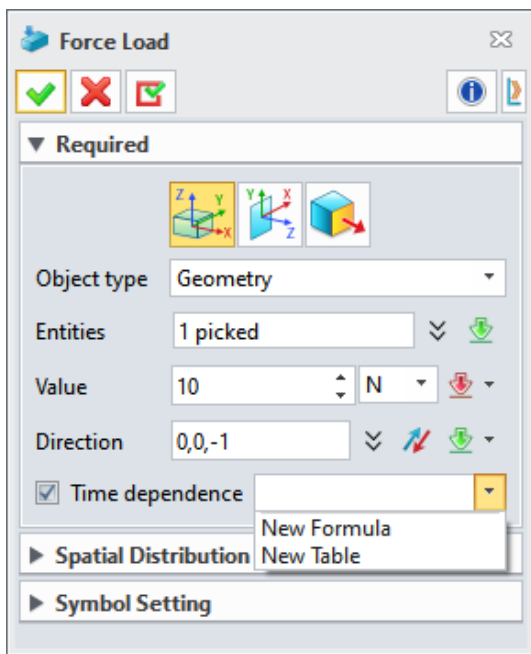 Force Load
Required
Z Y X Y X Z
Object type Geometry
Entities 1 picked
Value 10 N
Direction 0,0,-1
Time dependence
New Formula
Spatial Distribution New Table
Symbol Setting